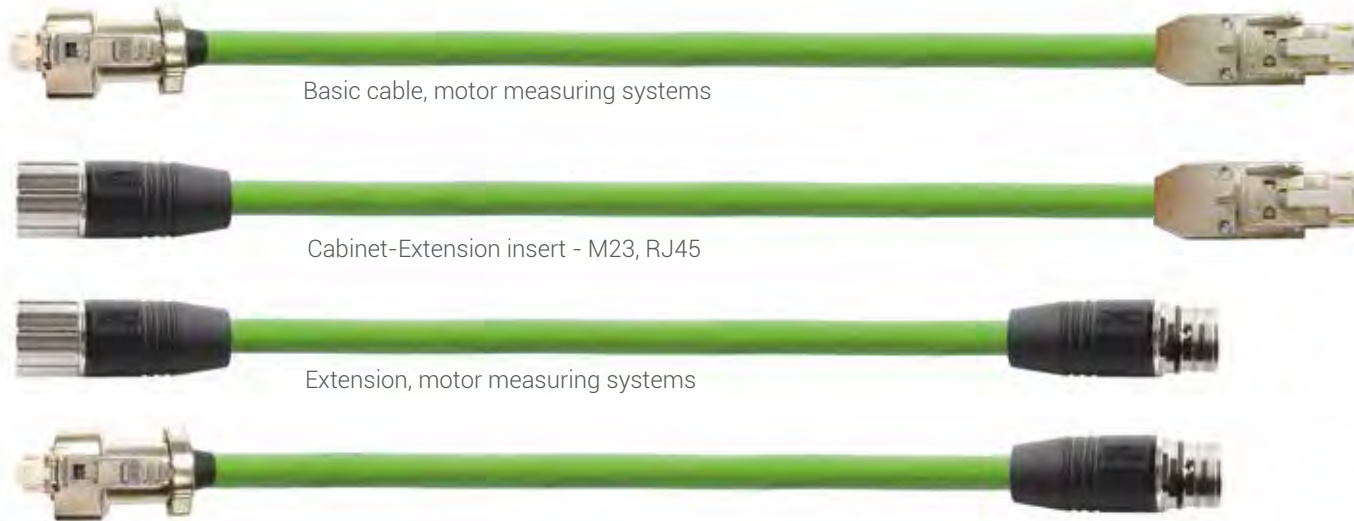 Basic cable, motor measuring systems
Cabinet-Extension insert - M23, RJ45
Extension, motor measuring systems